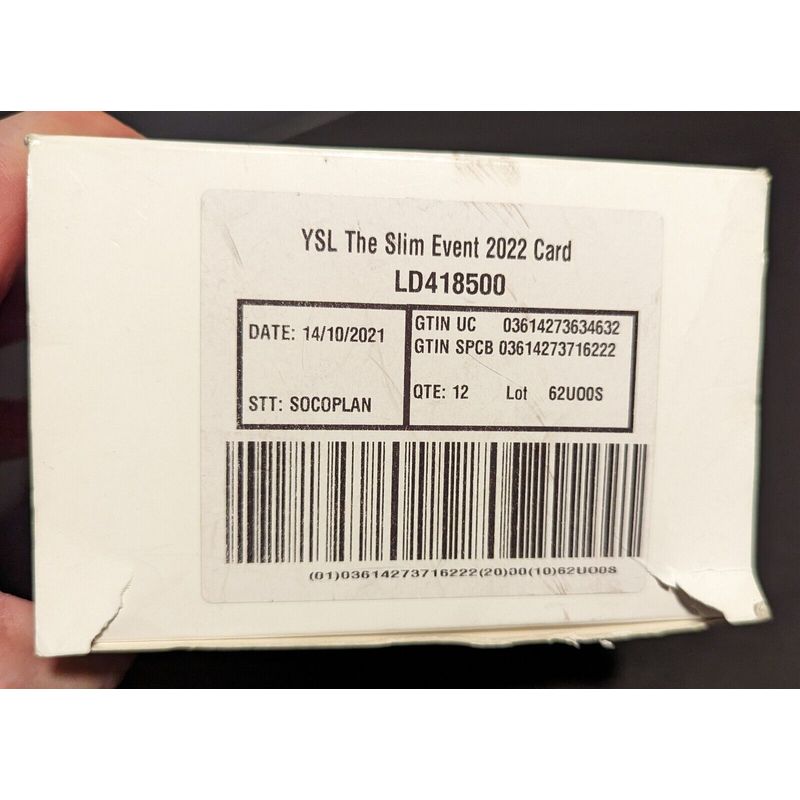 YSL The Slim Event 2022 Card
LD418500
DATE: 14/10/2021
STT: SOCOPLAN
GTIN UC 03614273634632
GTIN SPCB 03614273716222
QTE: 12 Lot 62U00S
(01)03614273716222(20)00(10)62U00S